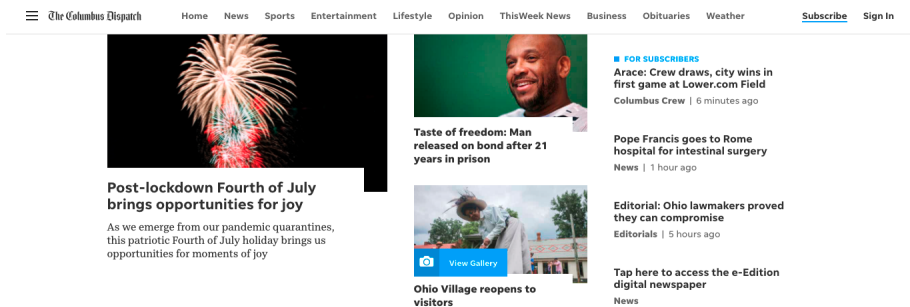 The Columbus Dispatch
Home News Sports Entertainment Lifestyle Opinion ThisWeek News Business Obituaries Weather
Subscribe Sign In
Post-lockdown Fourth of July
brings opportunities for joy
As we emerge from our pandemic quarantines,
this patriotic Fourth of July holiday brings us
opportunities for moments of joy
Taste of freedom: Man
released on bond after 21
years in prison
View Gallery
Ohio Village reopens to
visitors
FOR SUBSCRIBERS
Arace: Crew draws, city wins in
first game at Lower.com Field
Columbus Crew | 6 minutes ago
Pope Francis goes to Rome
hospital for intestinal surgery
News | 1 hour ago
Editorial: Ohio lawmakers proved
they can compromise
Editorials | 5 hours ago
Tap here to access the e-Edition
digital newspaper
News